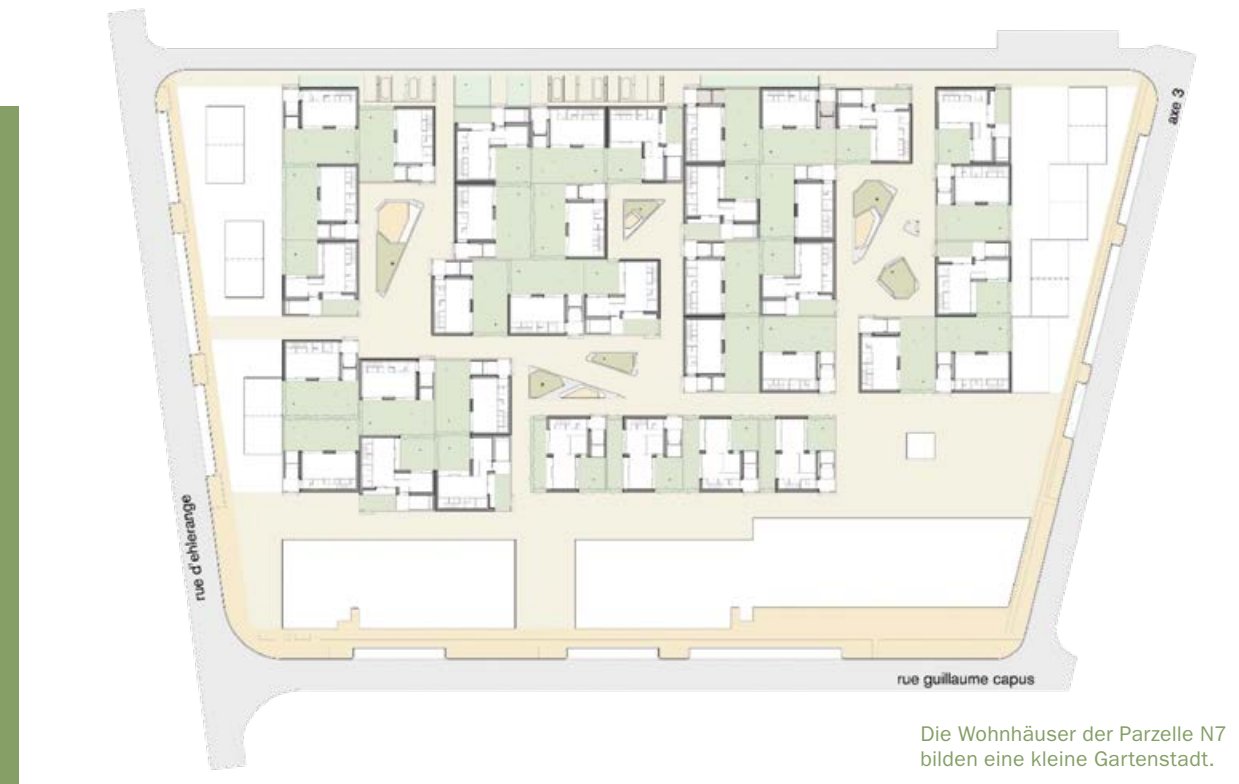 axe 3
rue d'ehlerange
rue guillaume capus
Die Wohnhäuser der Parzelle N7
bilden eine kleine Gartenstadt.